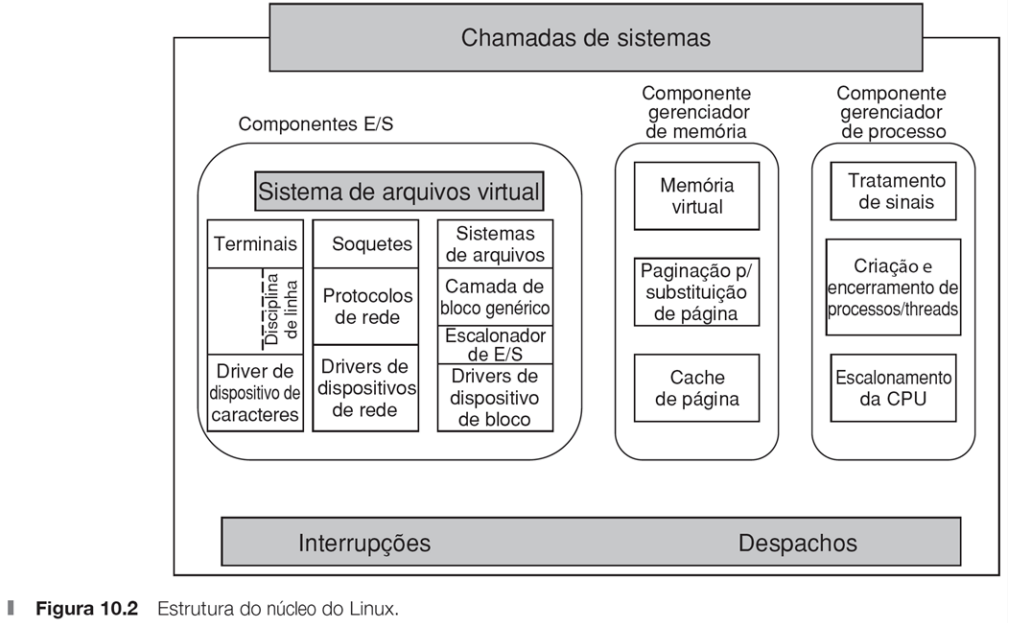 Chamadas de sistemas
Componentes E/S
Sistema de arquivos virtual
Terminais
Disciplina
de linha
Driver de
dispositivo de
caracteres
Soquetes
Protocolos
de rede
Drivers de
dispositivos
de rede
Sistemas
de arquivos
Camada de
bloco genérico
Escalonador
de E/S
Drivers de
dispositivo
de bloco
Componente
gerenciador
de memória
Memória
virtual
Paginação p/
substituição
de página
Cache
de página
Componente
gerenciador
de processo
Tratamento
de sinais
Criação e
encerramento de
processos/threads
Escalonamento
da CPU
Interrupções
Despachos
Figura 10.2 Estrutura do núcleo do Linux.